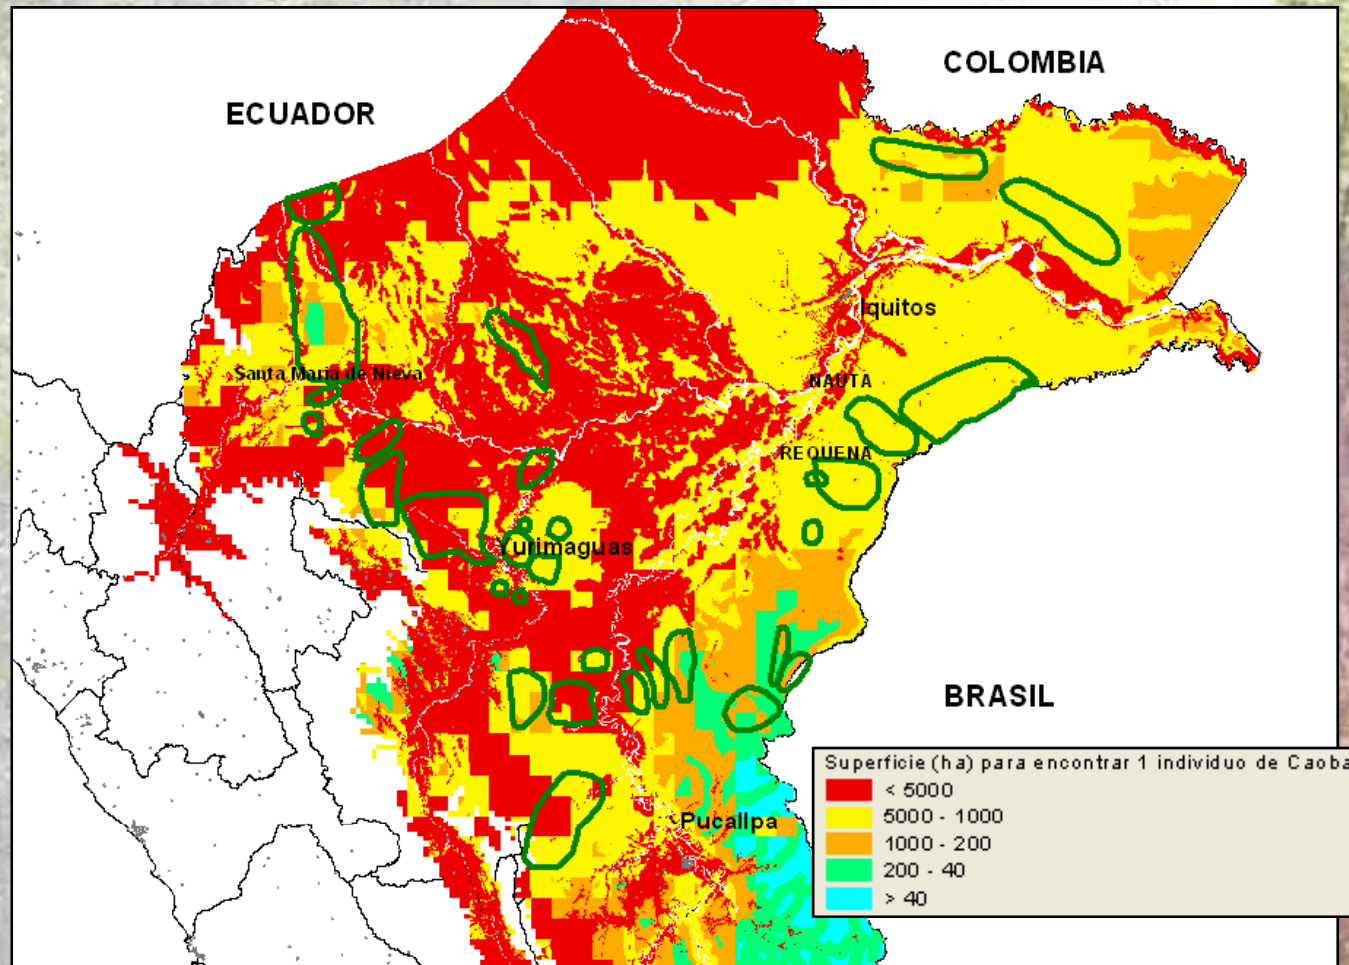 COLOMBIA
ECUADOR
Iquitos
Santa Maria de Nieva
NAUTA
REQUENA
Yurimaguas
BRASIL
Superficie (ha) para encontrar 1 individuo de Caoba
< 5000
5000 - 1000
1000 - 200
200 - 40
> 40
Pucallpa